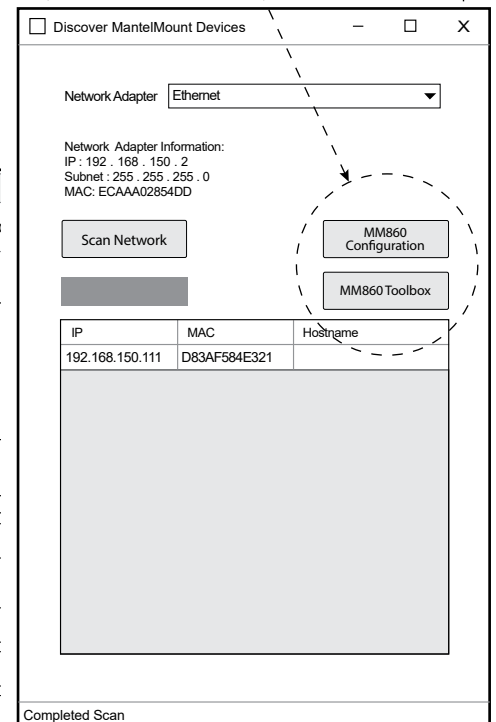 Discover MantelMount Devices
X
Network Adapter Ethernet
Network Adapter Information:
IP : 192 . 168 . 150 . 2
Subnet : 255 . 255 . 255 . 0
MAC: ECAAA02854DD
Scan Network
MM860
Configuration
MM860 Toolbox
IP MAC Hostname
192.168.150.111 D83AF584E321
Completed Scan